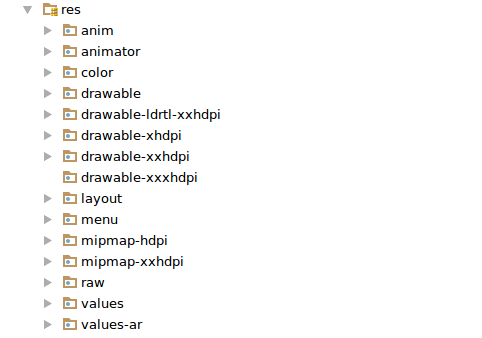 res
anim
animator
color
drawable
drawable-ldrtl-xxhdpi
drawable-xhdpi
drawable-xxhdpi
drawable-xxxhdpi
layout
menu
mipmap-hdpi
mipmap-xxhdpi
raw
values
values-ar